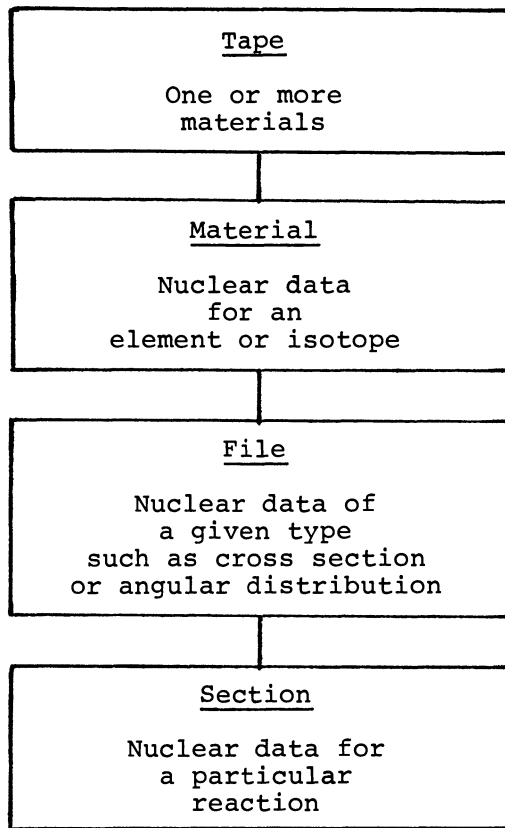 Tape
One or more
materials
Material
Nuclear data
for an
element or isotope
File
Nuclear data of
a given type
such as cross section
or angular distribution
Section
Nuclear data for
a particular
reaction